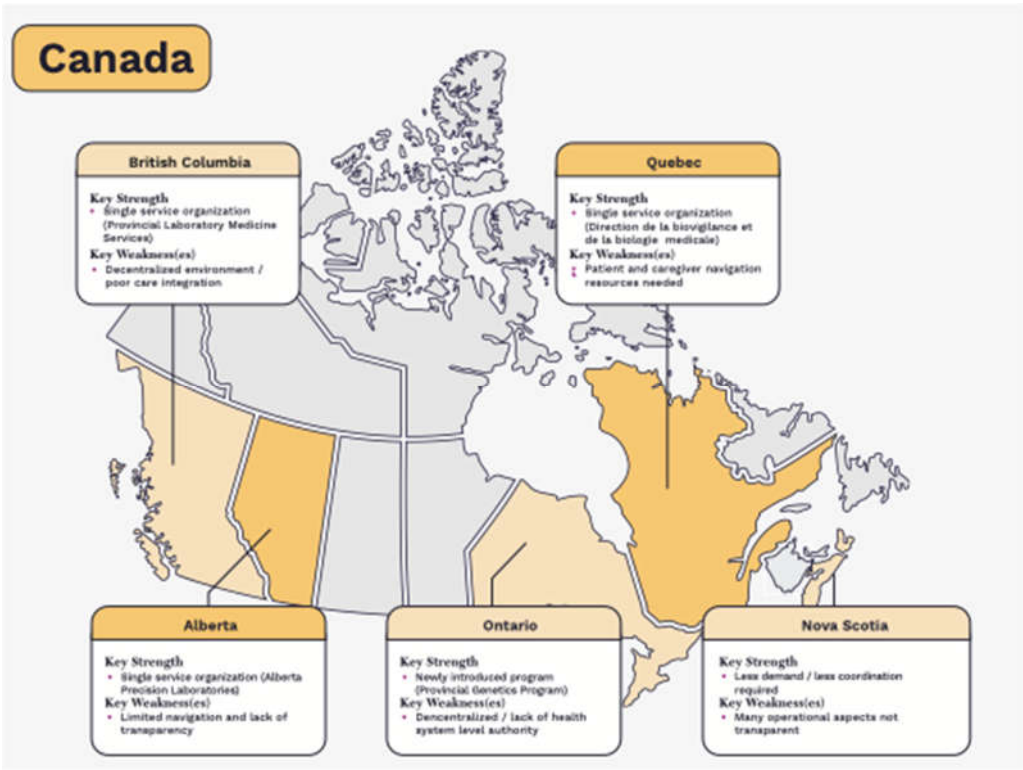 Canada
British Columbia
Key Strength
• Single service organization
(Provincial Laboratory Medicine
Services)
Key Weakness(es)
• Decentralized environment /
poor care integration
Quebec
Key Strength
• Single service organization
(Direction de la biovigilance et
de la biologie medicale)
Key Weakness(es)
• Patient and caregiver navigation
resources needed
Alberta
Key Strength
• Single service organization (Alberta
Precision Laboratories)
Key Weakness(es)
• Limited navigation and lack of
transparency
Ontario
Key Strength
• Newly introduced program
(Provincial Genetics Program)
Key Weakness(es)
• Dencentralized / lack of health
system level authority
Nova Scotia
Key Strength
• Less demand / less coordination
required
Key Weakness(es)
• Many operational aspects not
transparent